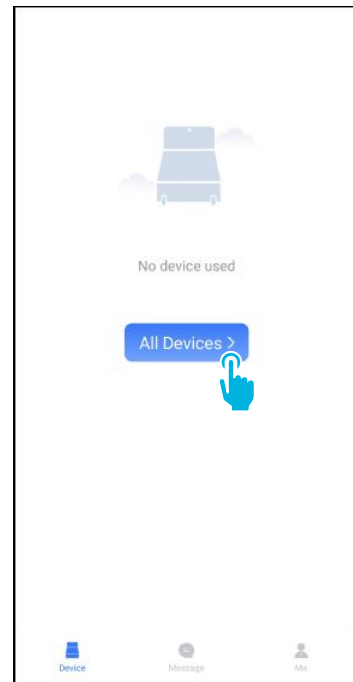 No device used
All Devices >
Device
Message
Me